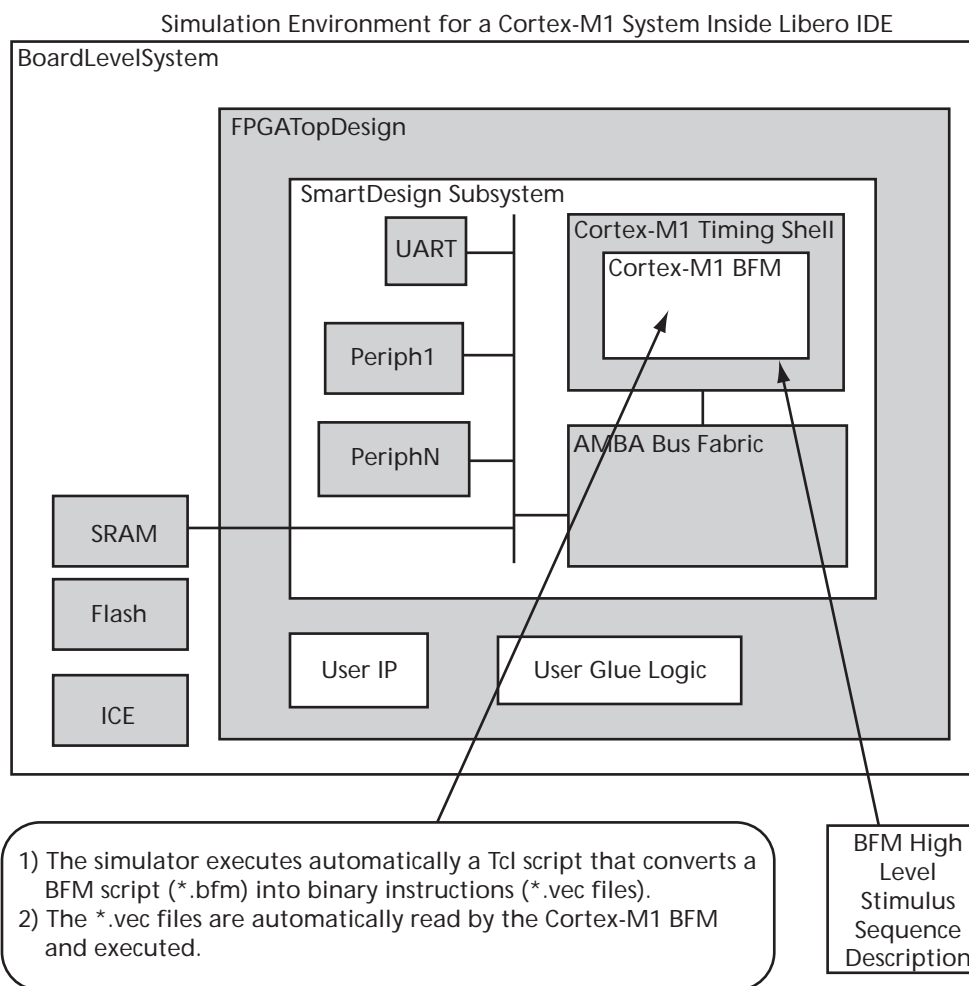 Simulation Environment for a Cortex-M1 System Inside Libero IDE
BoardLevelSystem
FPGATopDesign
SmartDesign Subsystem
UART
Cortex-M1 Timing Shell
Cortex-M1 BFM
Periph1
PeriphN
AMBA Bus Fabric
SRAM
Flash
ICE
User IP
User Glue Logic
1) The simulator executes automatically a Tcl script that converts a
BFM script (*.bfm) into binary instructions (*.vec files).
2) The *.vec files are automatically read by the Cortex-M1 BFM
and executed.
BFM High
Level
Stimulus
Sequence
Description